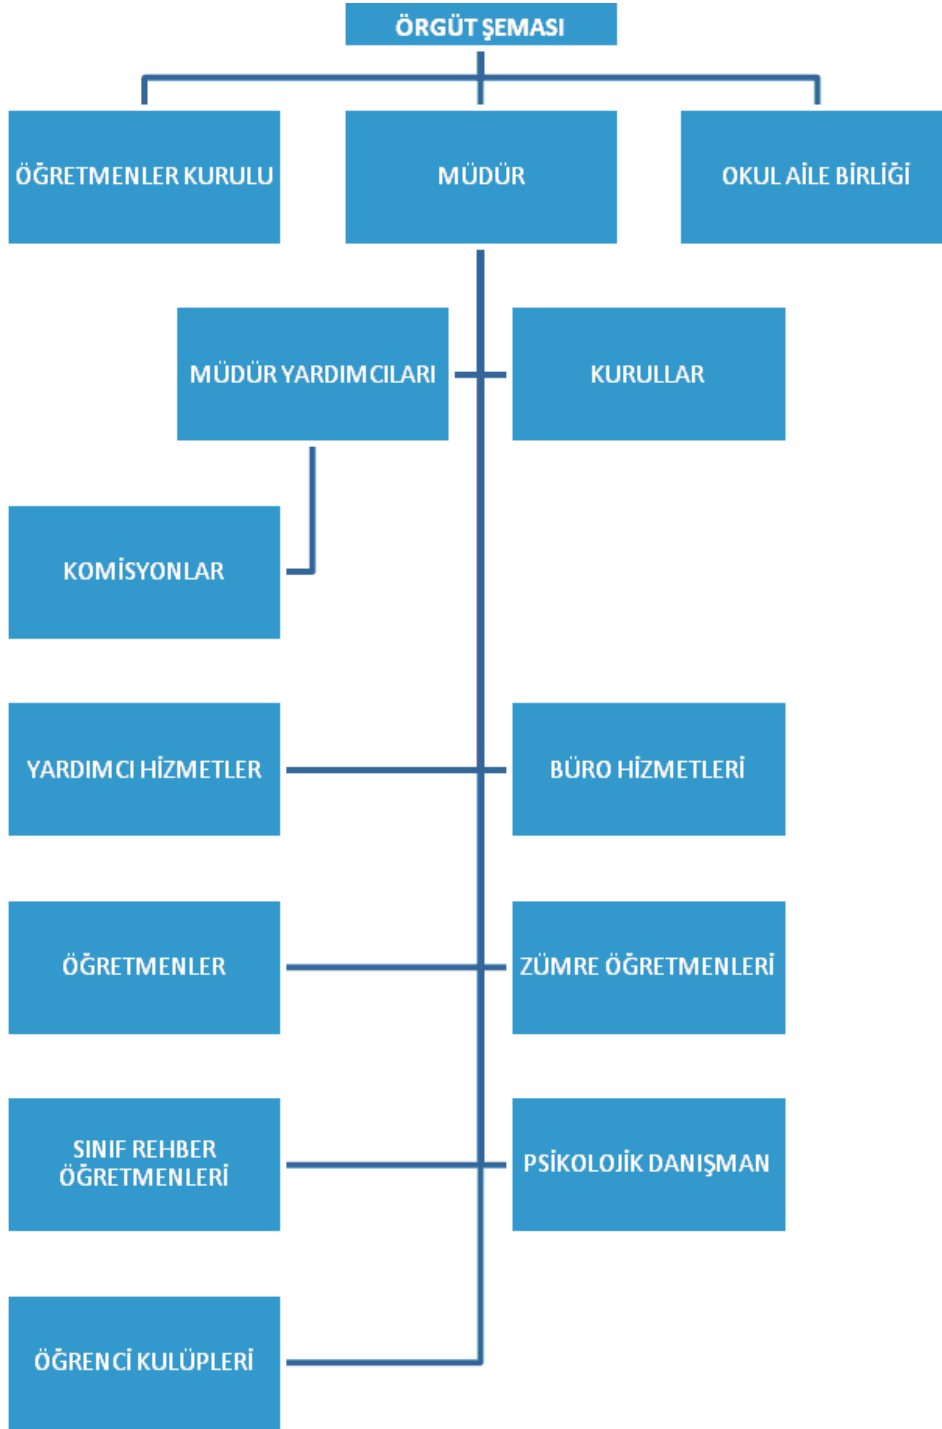 ÖRGÜT ŞEMASI
ÖĞRETMENLER KURULU
MÜDÜR
OKUL AİLE BİRLİĞİ
MÜDÜR YARDIMCILARI
KURULLAR
KOMİSYONLAR
YARDIMCI HİZMETLER
BÜRO HİZMETLERİ
ÖĞRETMENLER
ZÜMRE ÖĞRETMENLERİ
SINIF REHBER
ÖĞRETMENLERİ
PSİKOLOJİK DANIŞMAN
ÖĞRENCİ KULÜPLERİ